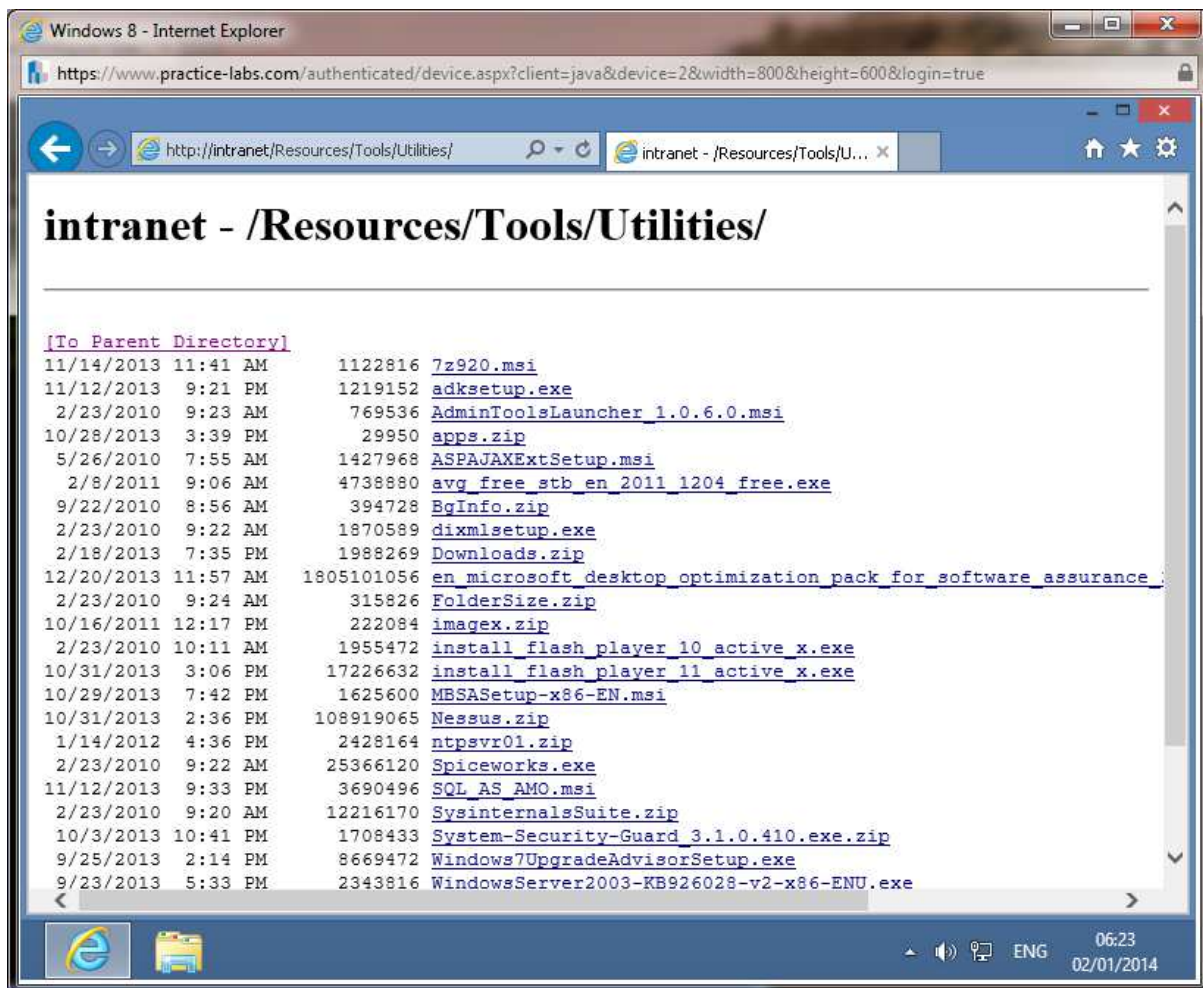 Windows 8 - Internet Explorer
https://www.practice-labs.com/authenticated/device.aspx?client=java&device=2&width=800&height=600&login=true
http://intranet/Resources/Tools/Utilities/
intranet - /Resources/Tools/U...
intranet - /Resources/Tools/Utilities/
[To Parent Directory]
11/14/2013 11:41 AM 1122816 7z920.msi
11/12/2013 9:21 PM 1219152 adksetup.exe
2/23/2010 9:23 AM 769536 AdminToolsLauncher_1.0.6.0.msi
10/28/2013 3:39 PM 29950 apps.zip
5/26/2010 7:55 AM 1427968 ASPAJAXExtSetup.msi
2/8/2011 9:06 AM 4738880 avg_free_stb_en_2011_1204_free.exe
9/22/2010 8:56 AM 394728 BgInfo.zip
2/23/2010 9:22 AM 1870589 dixmlsetup.exe
2/18/2013 7:35 PM 1988269 Downloads.zip
12/20/2013 11:57 AM 1805101056 en_microsoft_desktop_optimization_pack_for_software_assurance_
2/23/2010 9:24 AM 315826 FolderSize.zip
10/16/2011 12:17 PM 222084 imagex.zip
2/23/2010 10:11 AM 1955472 install_flash_player_10_active_x.exe
10/31/2013 3:06 PM 17226632 install_flash_player_11_active_x.exe
10/29/2013 7:42 PM 1625600 MBSASetup-x86-EN.msi
10/31/2013 2:36 PM 108919065 Nessus.zip
1/14/2012 4:36 PM 2428164 ntpsvr01.zip
2/23/2010 9:22 AM 25366120 Spiceworks.exe
11/12/2013 9:33 PM 3690496 SQL_AS_AMO.msi
2/23/2010 9:20 AM 12216170 SysinternalsSuite.zip
10/3/2013 10:41 PM 1708433 System-Security-Guard_3.1.0.410.exe.zip
9/25/2013 2:14 PM 8669472 Windows7UpgradeAdvisorSetup.exe
9/23/2013 5:33 PM 2343816 WindowsServer2003-KB926028-v2-x86-ENU.exe
ENG
06:23
02/01/2014